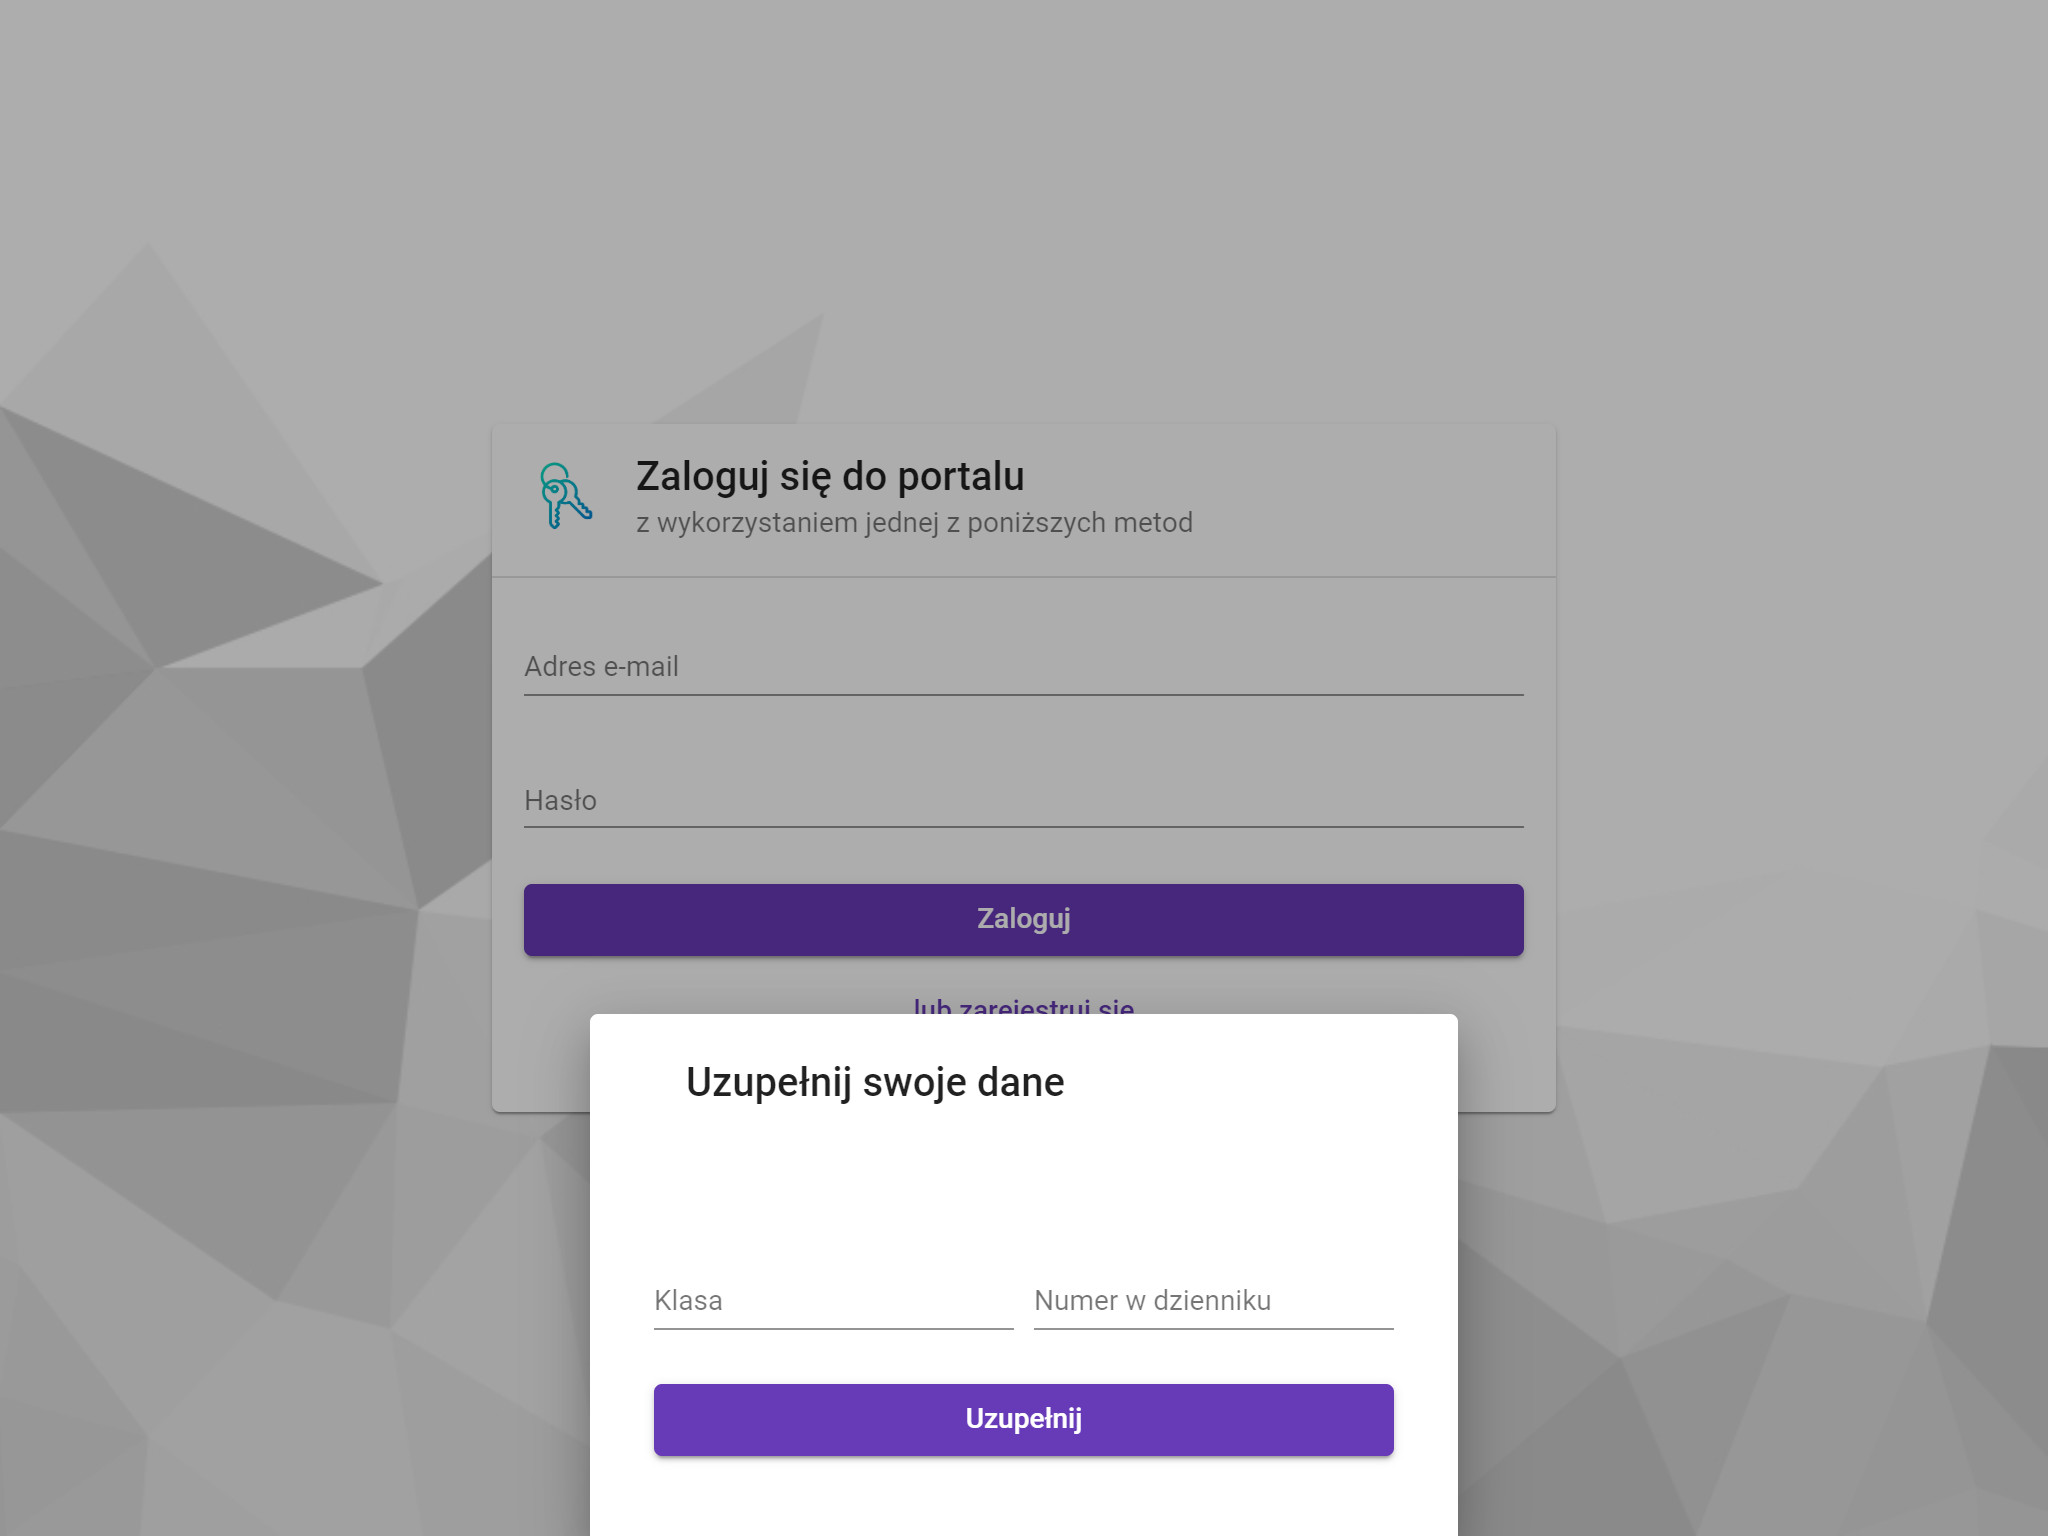 Zaloguj się do portalu
z wykorzystaniem jednej z poniższych metod
Adres e-mail
Hasło
Zaloguj
lub zarejestruj się
Uzupełnij swoje dane
Klasa
Numer w dzienniku
Uzupełnij